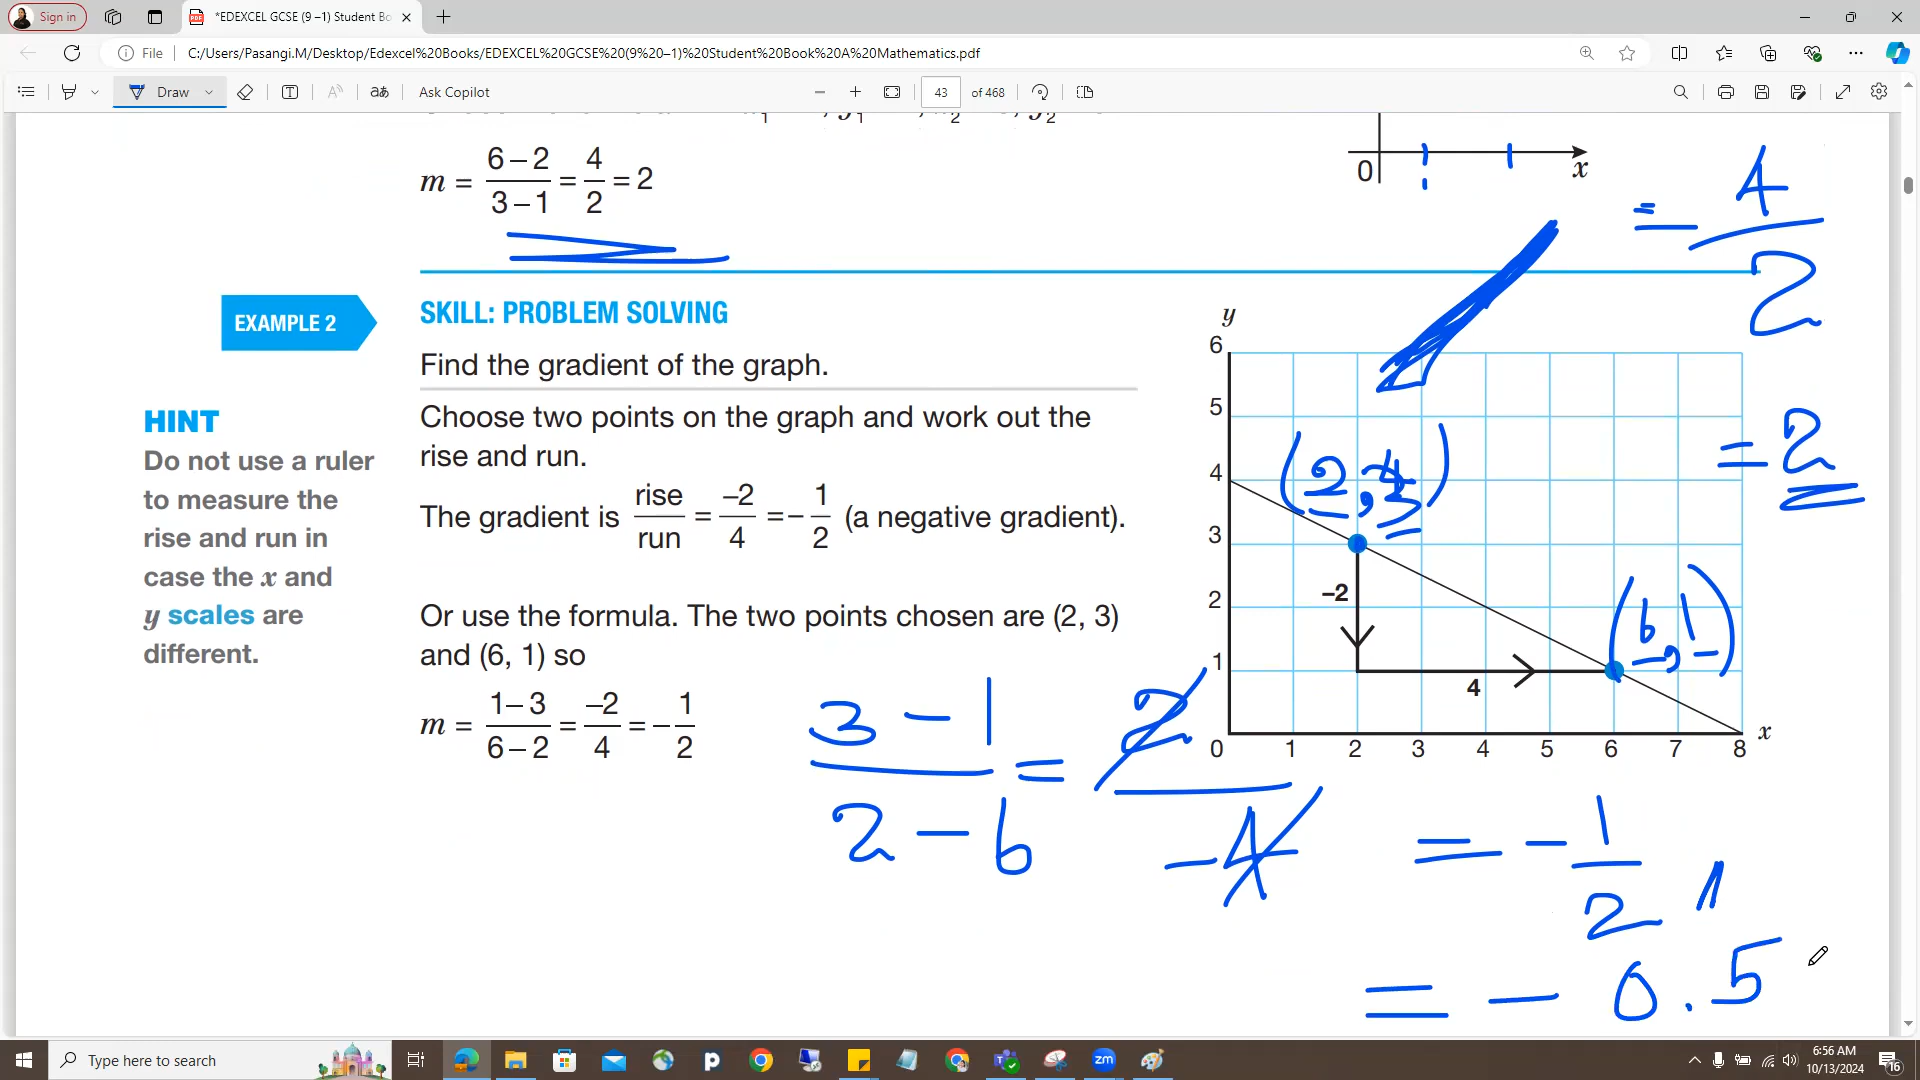 Sign in
*EDEXCEL GCSE (9 –1) Student Bo
File
C:/Users/Pasangi.M/Desktop/Edexcel%20Books/EDEXCEL%20GCSE%20(9%20–1)%20Student%20Book%20A%20Mathematics.pdf
Draw
aあ
Ask Copilot
43
of 468
m = 6 – 2 / 3 – 1 = 4 / 2 = 2
0
x
= 4 / 2
= 2
EXAMPLE 2
SKILL: PROBLEM SOLVING
Find the gradient of the graph.
HINT
Do not use a ruler
to measure the
rise and run in
case the x and
y scales are
different.
Choose two points on the graph and work out the
rise and run.
The gradient is rise / run = –2 / 4 = – 1 / 2 (a negative gradient).
Or use the formula. The two points chosen are (2, 3)
and (6, 1) so
m = 1– 3 / 6 – 2 = –2 / 4 = – 1 / 2
y
6
5
4
3
2
1
0
1
2
3
4
5
6
7
8
x
–2
4
(6, 1)
3 – 1 / 2 – 6 = 2 / –4
= – 1 / 2
= – 0.5
Type here to search
6:56 AM
10/13/2024
16